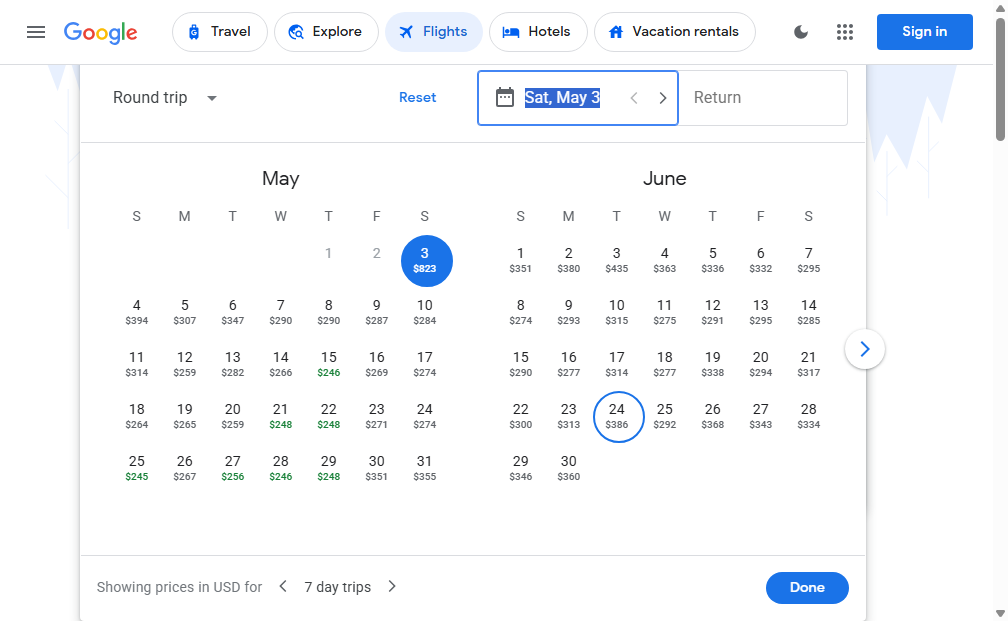 Google Travel Explore Flights Hotels Vacation rentals Sign in
Round trip Reset Sat, May 3 Return
May June
S M T W T F S S M T W T F S
1 2 3 1 2 3 4 5 6 7
$823 $351 $380 $435 $363 $336 $332 $295
4 5 6 7 8 9 10 8 9 10 11 12 13 14
$394 $307 $347 $290 $290 $287 $284 $274 $293 $315 $275 $291 $295 $285
11 12 13 14 15 16 17 15 16 17 18 19 20 21
$314 $259 $282 $266 $246 $269 $274 $290 $277 $314 $277 $338 $294 $317
18 19 20 21 22 23 24 22 23 24 25 26 27 28
$264 $265 $259 $248 $248 $271 $274 $300 $313 $386 $292 $368 $343 $334
25 26 27 28 29 30 31 29 30
$245 $267 $256 $246 $248 $351 $355 $346 $360
Showing prices in USD for 7 day trips Done